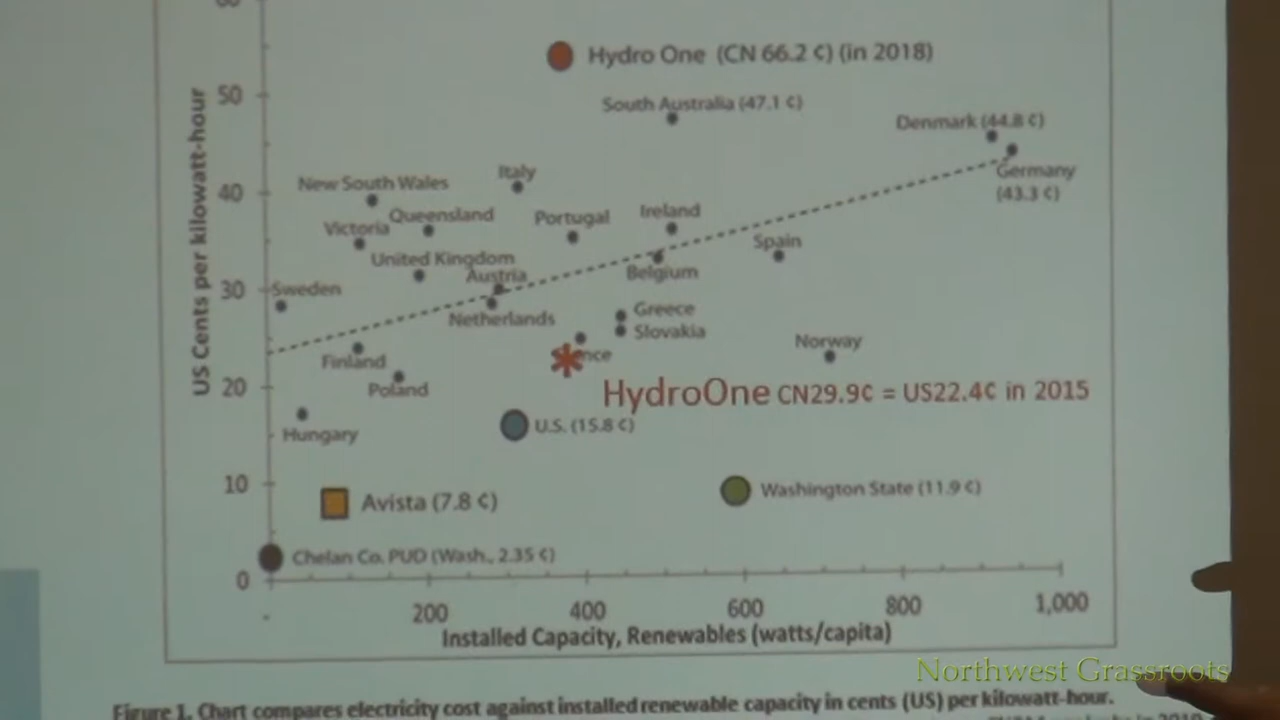 60
Hydro One (CN 66.2 ¢) (in 2018)
50
South Australia (47.1 ¢)
Denmark (44.8 ¢)
Germany
(43.3 ¢)
Italy
New South Wales
40
Queensland
Portugal
Ireland
Victoria
Spain
United Kingdom
Austria
Belgium
30
Sweden
Netherlands
Greece
Slovakia
Norway
Finland
nce
20
Poland
HydroOne CN29.9¢ = US22.4¢ in 2015
Hungary
U.S. (15.8 ¢)
10
Avista (7.8 ¢)
Washington State (11.9 ¢)
Chelan Co. PUD (Wash., 2.35 ¢)
0
US Cents per kilowatt-hour
- 200 400 600 800 1,000
Installed Capacity, Renewables (watts/capita)
Northwest Grassroots
Figure 1. Chart compares electricity cost against installed renewable capacity in cents (US) per kilowatt-hour.